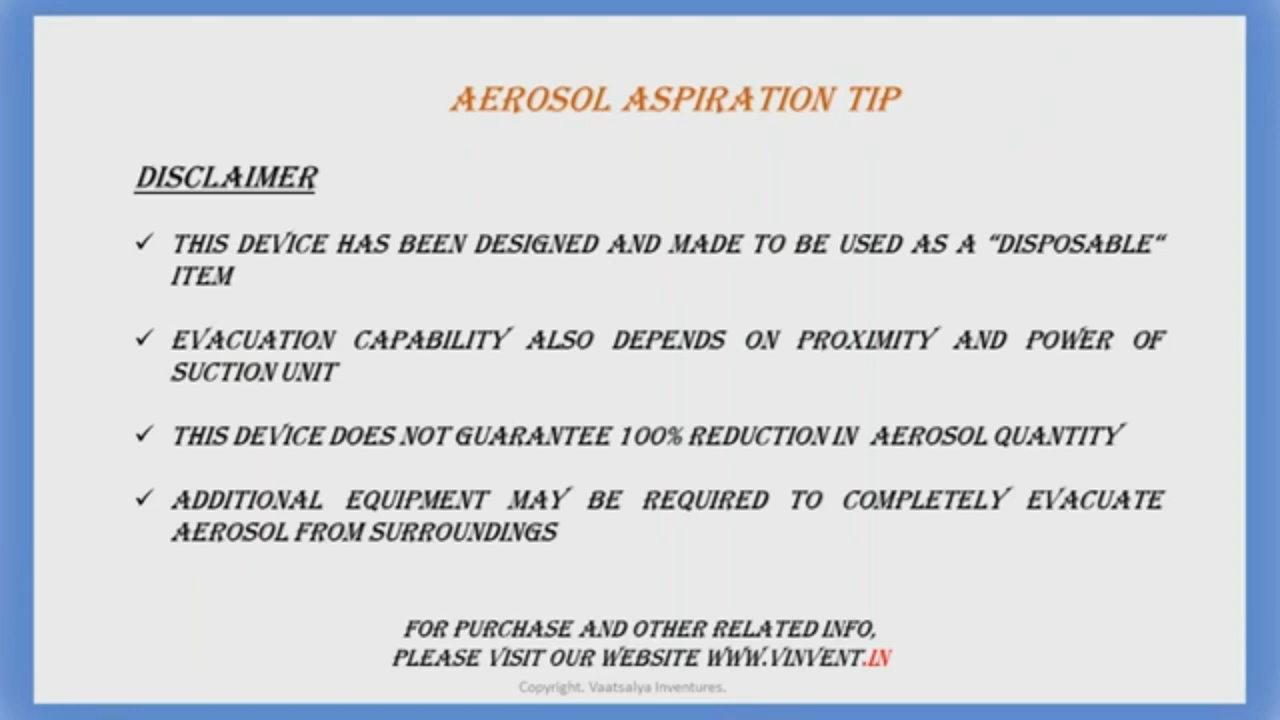 AEROSOL ASPIRATION TIP
DISCLAIMER
✓ THIS DEVICE HAS BEEN DESIGNED AND MADE TO BE USED AS A “DISPOSABLE“
ITEM
✓ EVACUATION CAPABILITY ALSO DEPENDS ON PROXIMITY AND POWER OF
SUCTION UNIT
✓ THIS DEVICE DOES NOT GUARANTEE 100% REDUCTION IN AEROSOL QUANTITY
✓ ADDITIONAL EQUIPMENT MAY BE REQUIRED TO COMPLETELY EVACUATE
AEROSOL FROM SURROUNDINGS
FOR PURCHASE AND OTHER RELATED INFO,
PLEASE VISIT OUR WEBSITE WWW.VINVENT.IN
Copyright. Vaatsalya Inventures.